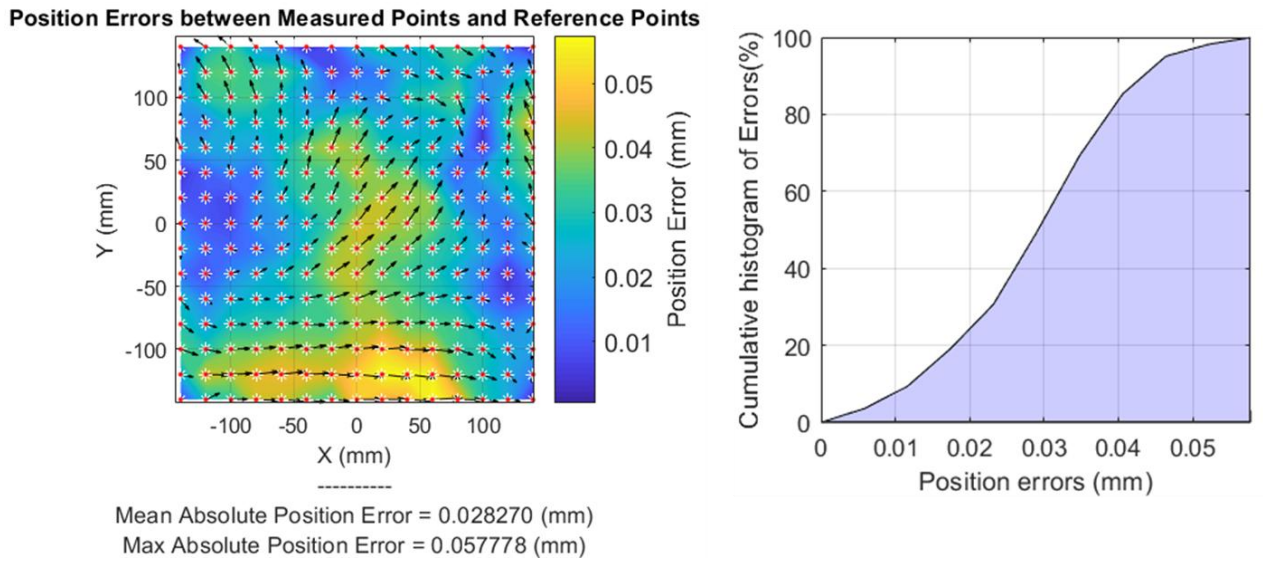 Position Errors between Measured Points and Reference Points
100
50
0
-50
-100
Y (mm)
-100 -50 0 50 100
X (mm)
0.05
0.04
0.03
0.02
0.01
Position Error (mm)
----------
Mean Absolute Position Error = 0.028270 (mm)
Max Absolute Position Error = 0.057778 (mm)
100
80
60
40
20
0
Cumulative histogram of Errors(%)
0 0.01 0.02 0.03 0.04 0.05
Position errors (mm)